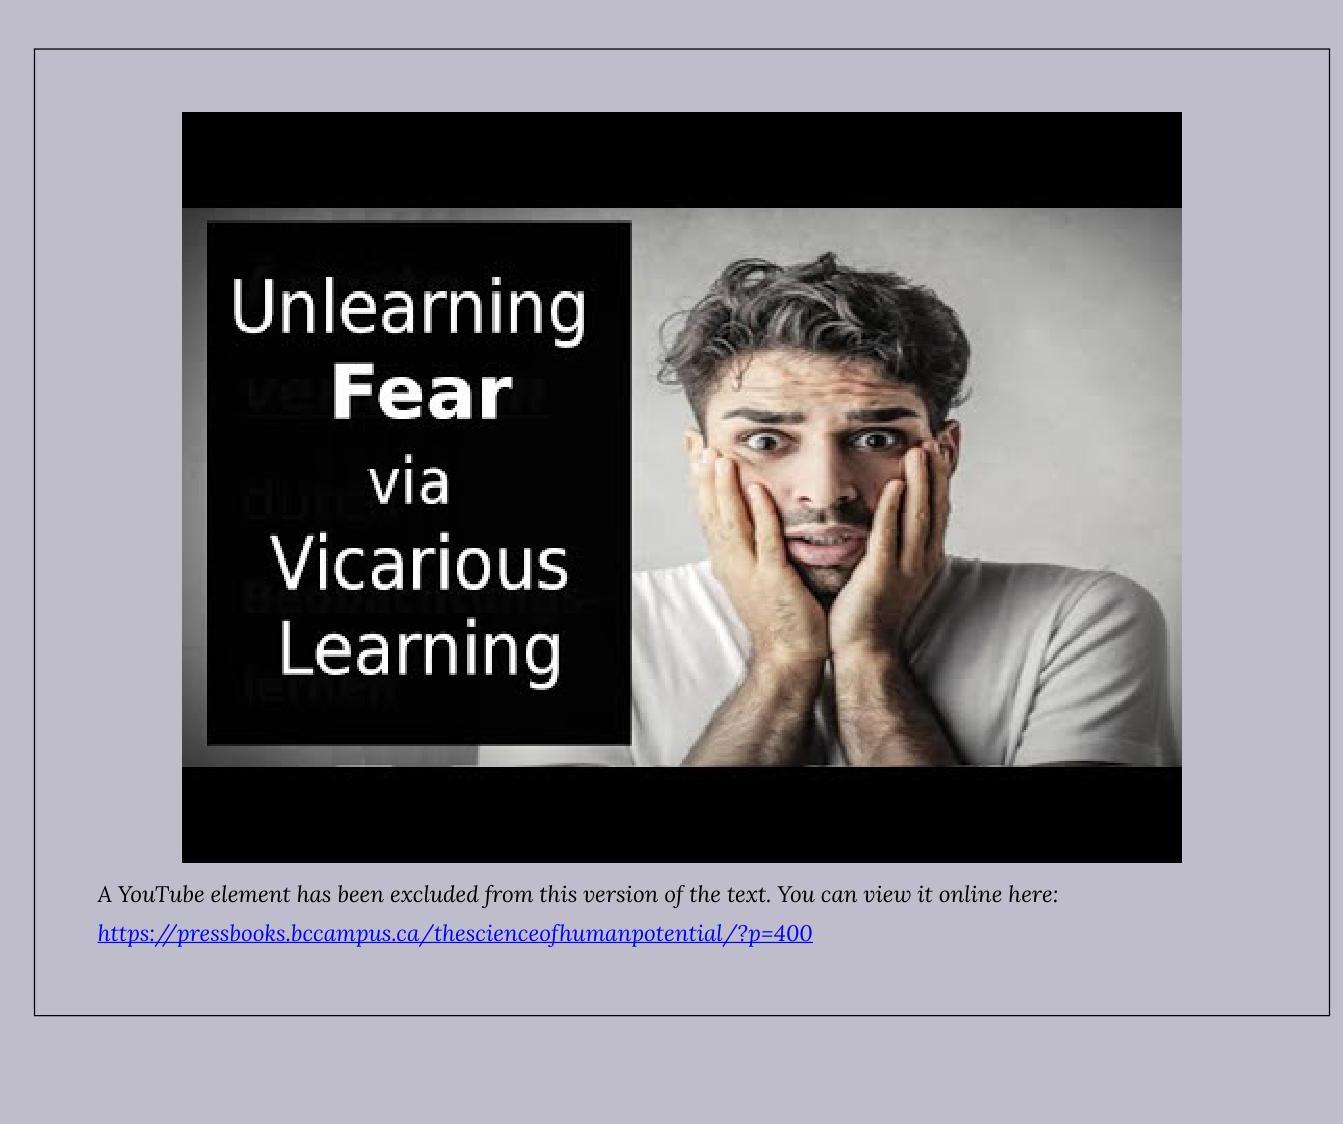 Unlearning
Fear
via
Vicarious
Learning
A YouTube element has been excluded from this version of the text. You can view it online here:
https://pressbooks.bccampus.ca/thescienceofhumanpotential/?p=400